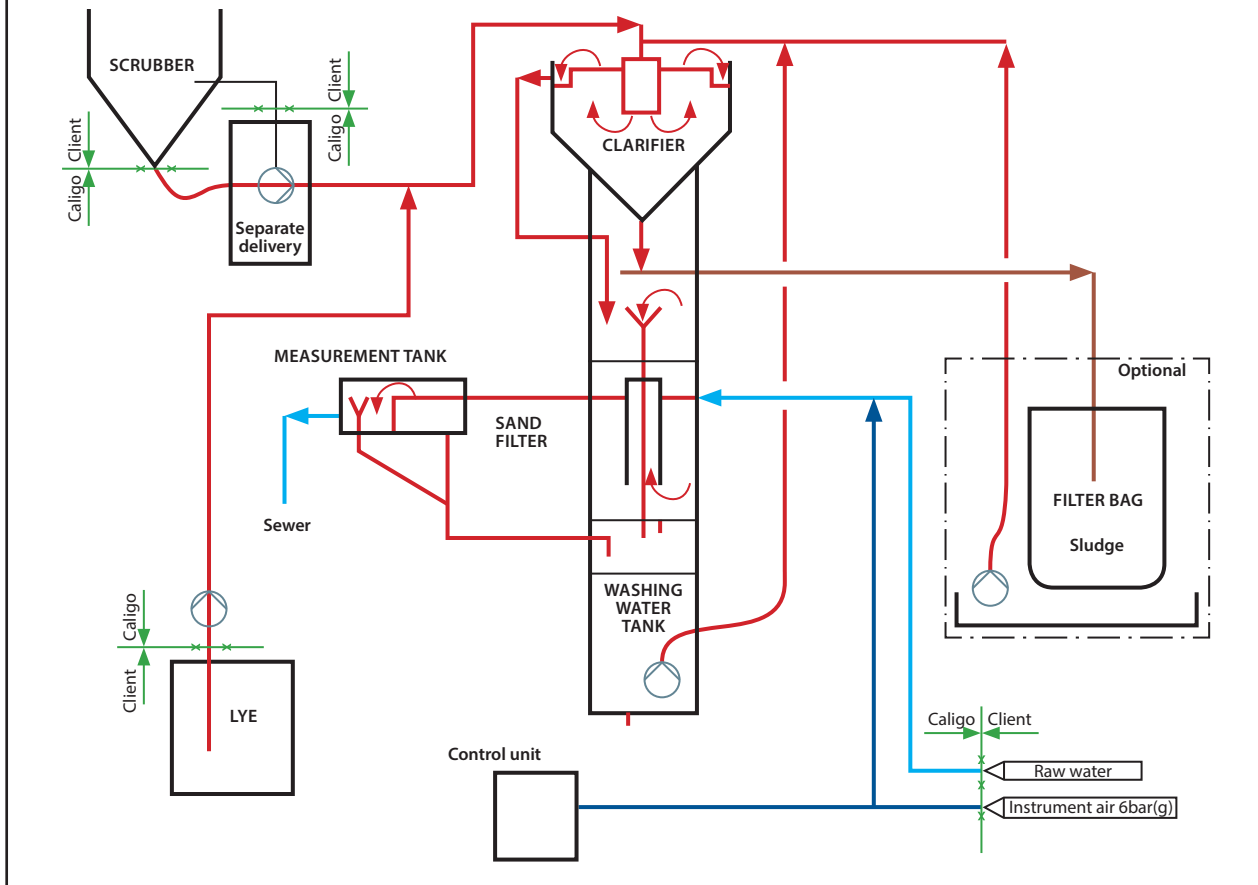 SCRUBBER
Client
Caligo
Client
Caligo
CLARIFIER
Separate
delivery
MEASUREMENT TANK
Optional
SAND
FILTER
FILTER BAG
Sludge
Sewer
WASHING
WATER
TANK
Caligo
Client
LYE
Caligo
Client
Control unit
Raw water
Instrument air 6bar(g)